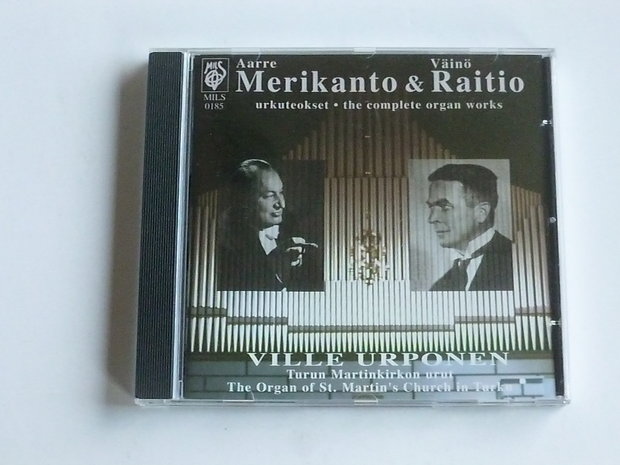 MILS
MILS
0185
Aarre Väinö
Merikanto & Raitio
urkuteokset • the complete organ works
VILLE URPONEN
Turun Martinkirkon urut
The Organ of St. Martin's Church in Turku